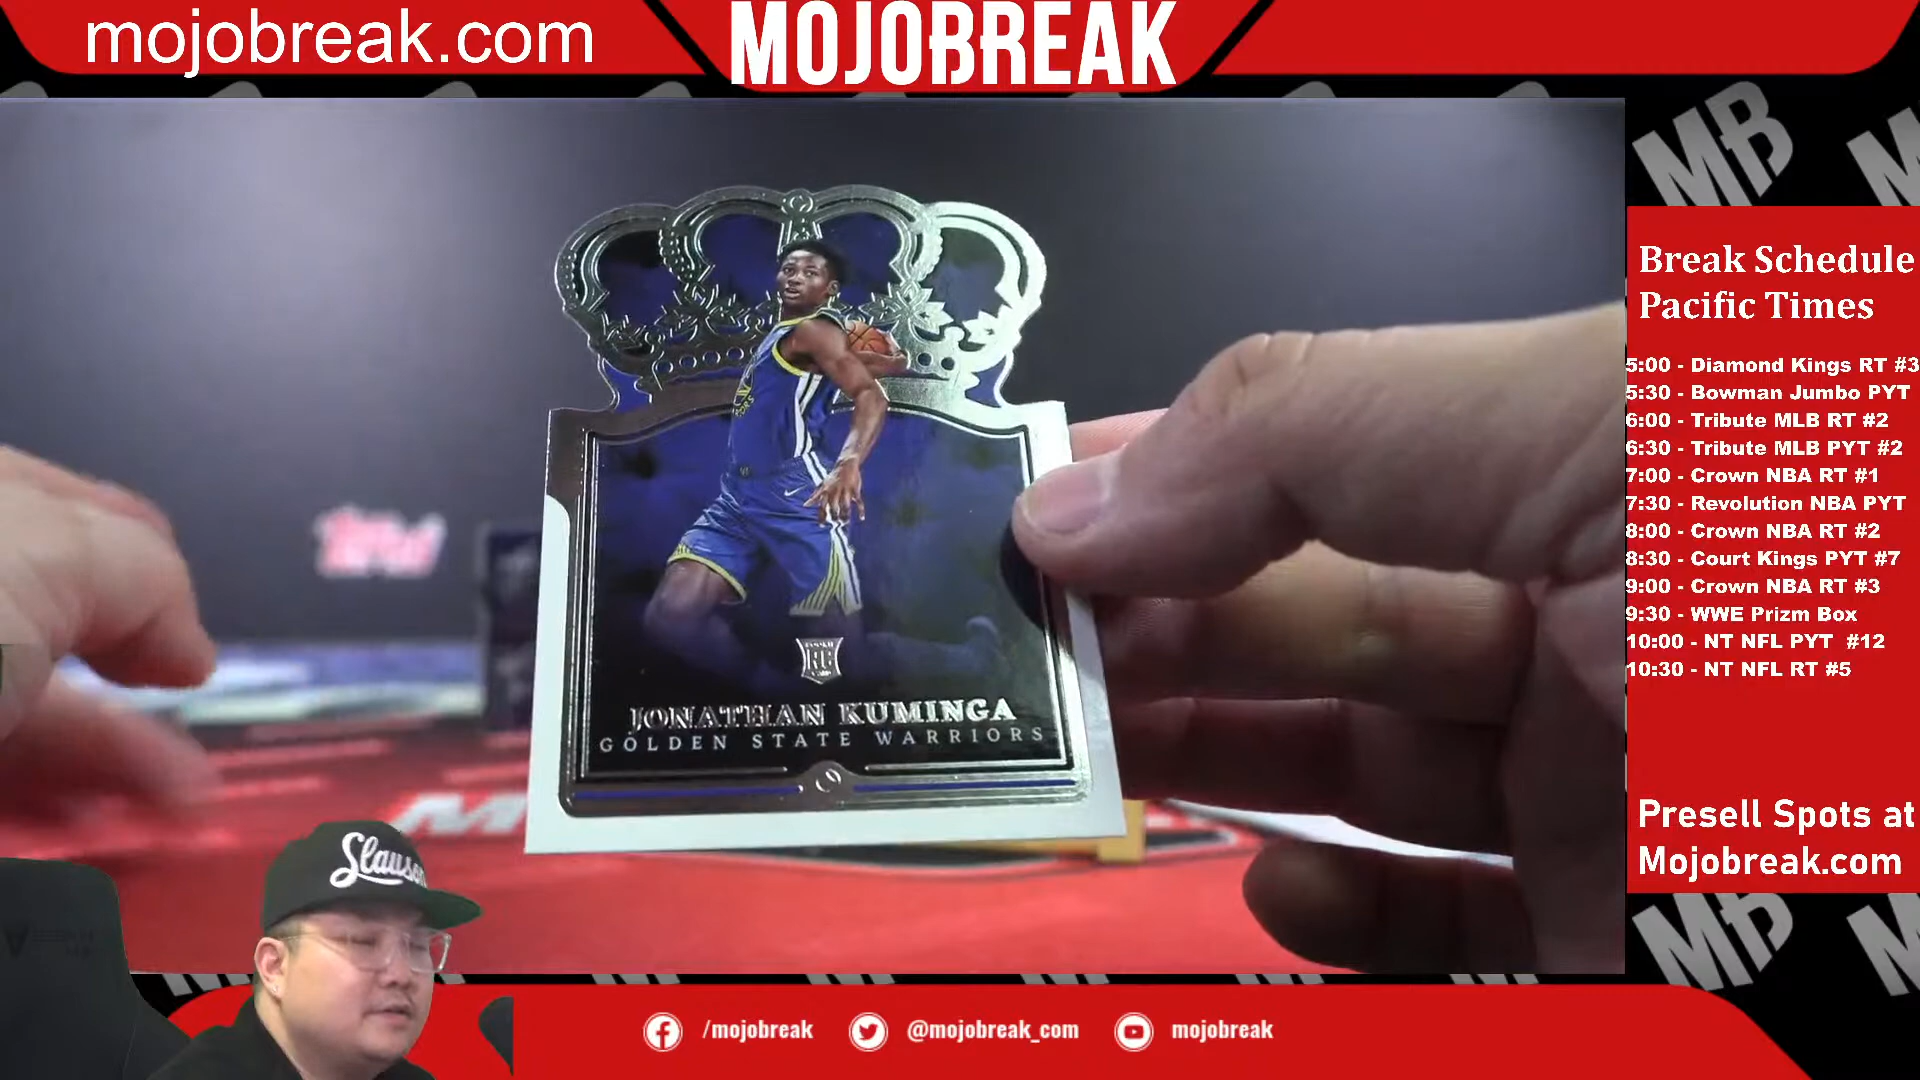 mojobreak.com
MOJOBREAK
MB
Break Schedule
Pacific Times
5:00 - Diamond Kings RT #3
5:30 - Bowman Jumbo PYT
6:00 - Tribute MLB RT #2
6:30 - Tribute MLB PYT #2
7:00 - Crown NBA RT #1
7:30 - Revolution NBA PYT
8:00 - Crown NBA RT #2
8:30 - Court Kings PYT #7
9:00 - Crown NBA RT #3
9:30 - WWE Prizm Box
10:00 - NT NFL PYT #12
10:30 - NT NFL RT #5
topps
RC
JONATHAN KUMINGA
GOLDEN STATE WARRIORS
Presell Spots at
Mojobreak.com
MB
/mojobreak
@mojobreak_com
mojobreak